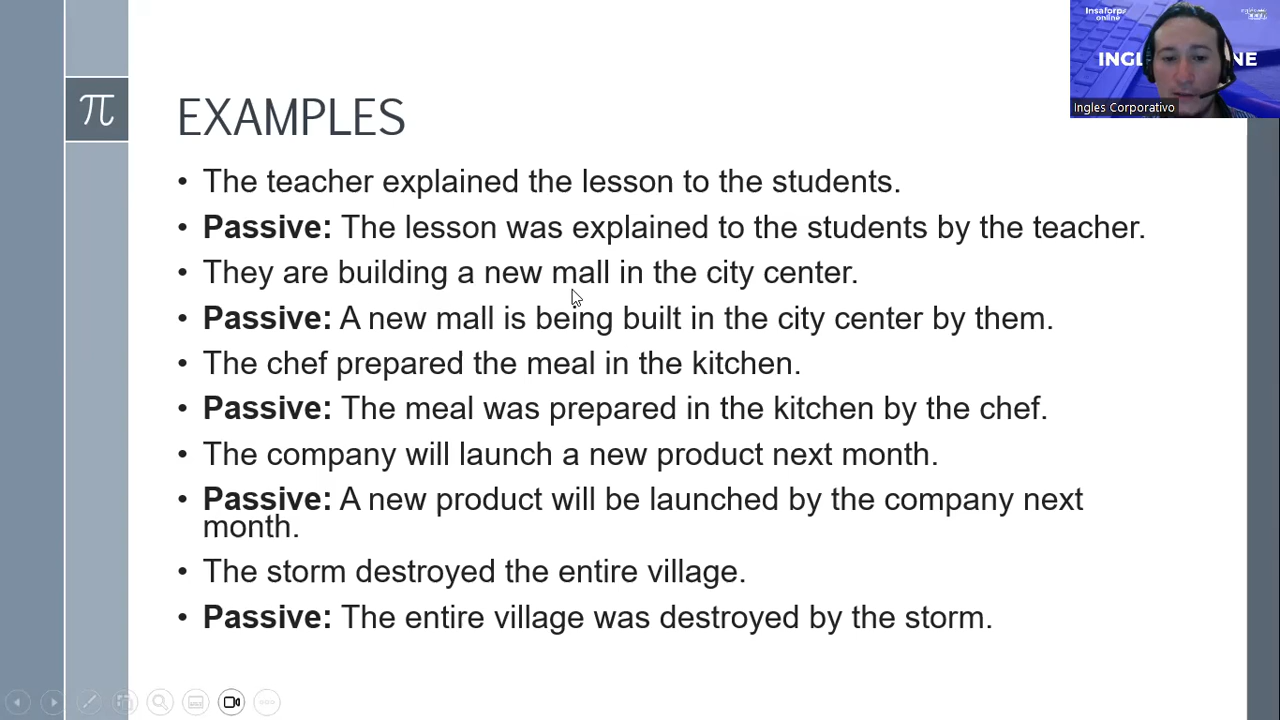 Insaforp
online
INGL NE
Ingles Corporativo
π
EXAMPLES
• The teacher explained the lesson to the students.
• Passive: The lesson was explained to the students by the teacher.
• They are building a new mall in the city center.
• Passive: A new mall is being built in the city center by them.
• The chef prepared the meal in the kitchen.
• Passive: The meal was prepared in the kitchen by the chef.
• The company will launch a new product next month.
• Passive: A new product will be launched by the company next
month.
• The storm destroyed the entire village.
• Passive: The entire village was destroyed by the storm.